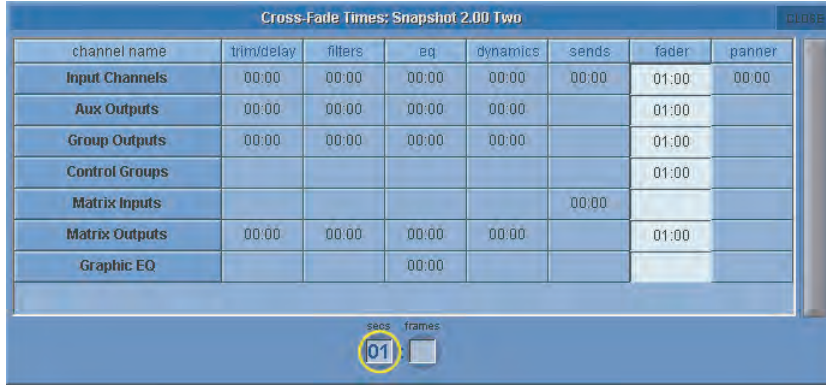 Cross-Fade Times: Snapshot 2.00 Two CLOSE
channel name trim/delay filters eq dynamics sends fader panner
Input Channels 00:00 00:00 00:00 00:00 00:00 01:00 00:00
Aux Outputs 00:00 00:00 00:00 00:00 01:00
Group Outputs 00:00 00:00 00:00 00:00 01:00
Control Groups 01:00
Matrix Inputs 00:00
Matrix Outputs 00:00 00:00 00:00 00:00 01:00
Graphic EQ 00:00
secs frames
01 :